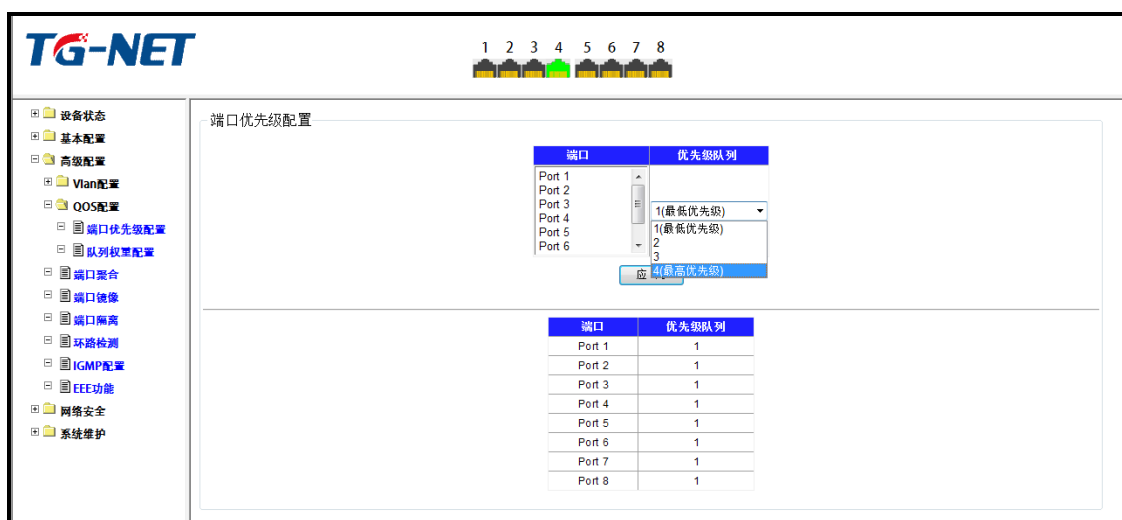 TG-NET
1 2 3 4 5 6 7 8
设备状态
基本配置
高级配置
Vlan配置
QOS配置
端口优先级配置
队列权重配置
端口聚合
端口镜像
端口隔离
环路检测
IGMP配置
EEE功能
网络安全
系统维护
端口优先级配置
端口 优先级队列
Port 1
Port 2
Port 3
Port 4
Port 5
Port 6
1(最低优先级)
1(最低优先级)
2
3
4(最高优先级)
应
端口 优先级队列
Port 1 1
Port 2 1
Port 3 1
Port 4 1
Port 5 1
Port 6 1
Port 7 1
Port 8 1